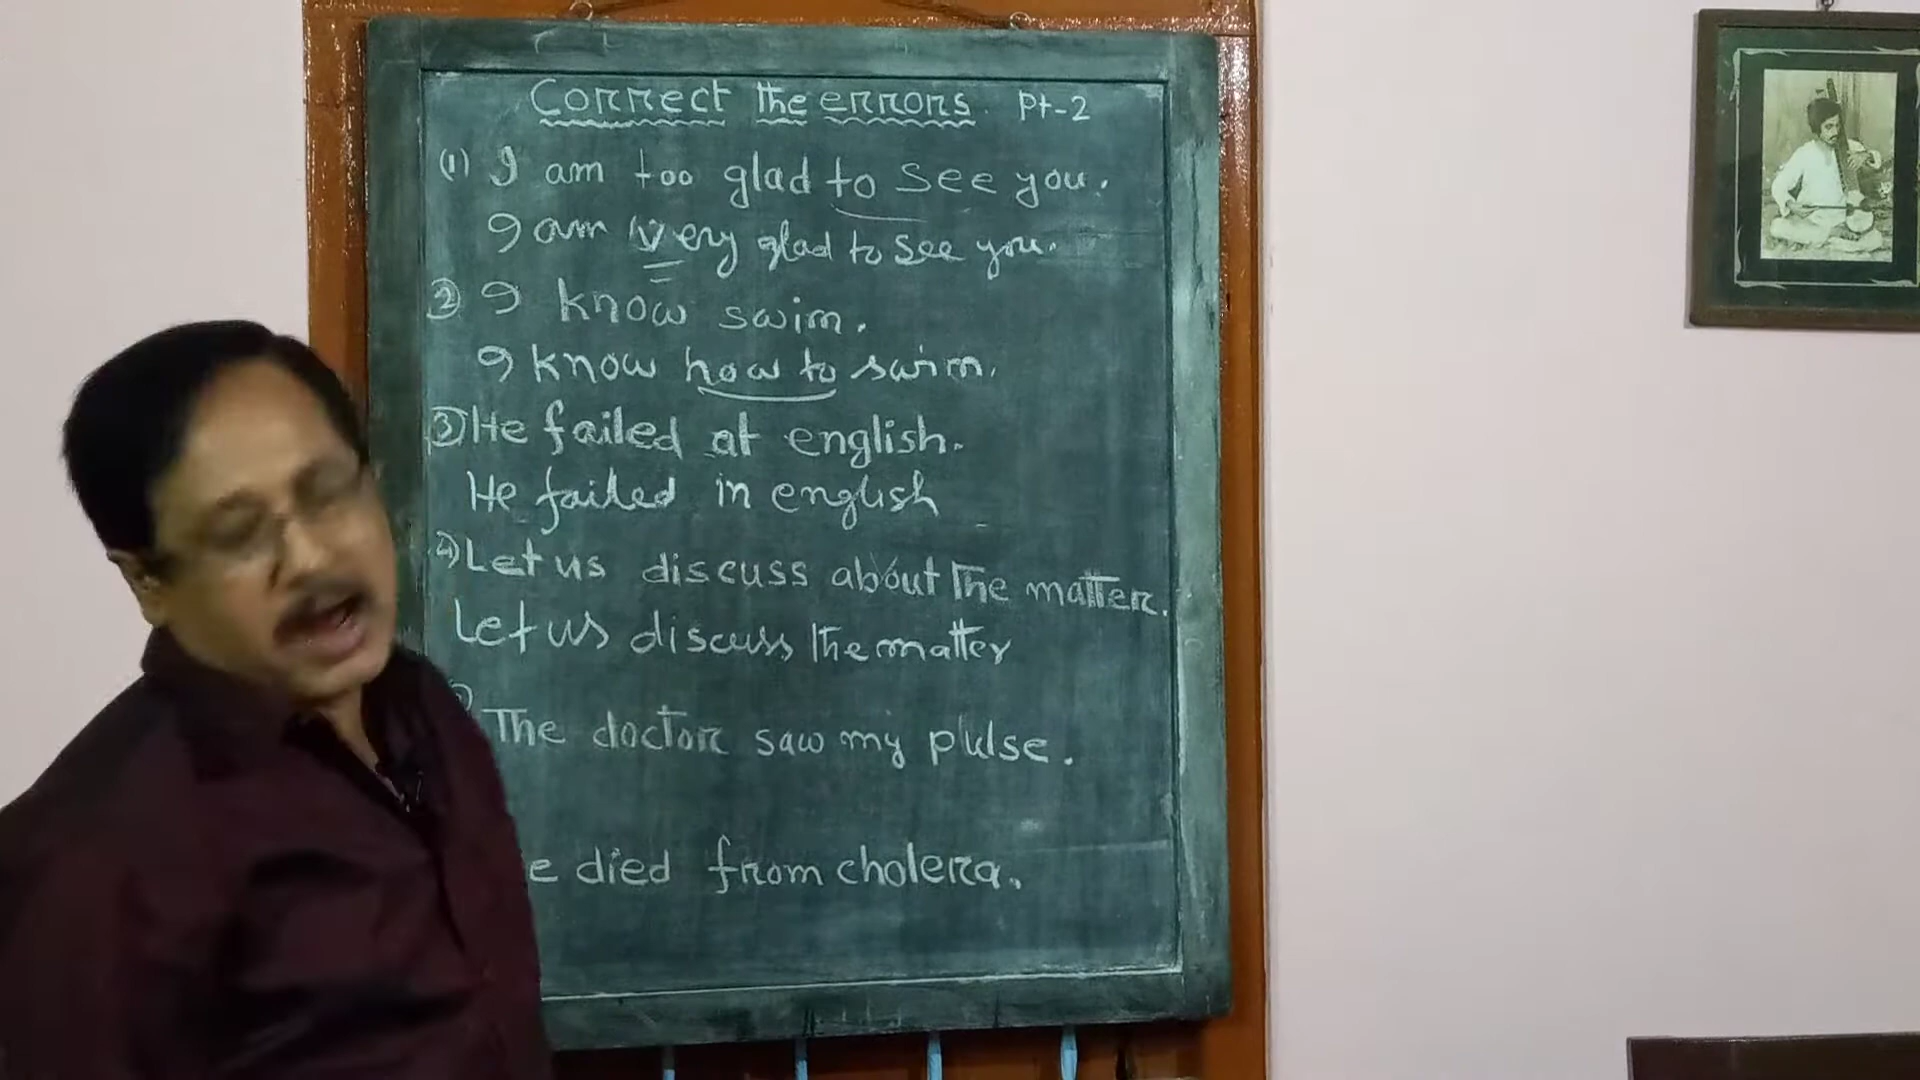 Correct the errors. Pt-2
(1) I am too glad to see you.
I am very glad to see you.
② I know swim.
I know how to swim.
③ He failed at english.
He failed in english
④ Let us discuss about the matter.
Let us discuss the matter
The doctor saw my pulse.
e died from cholera.